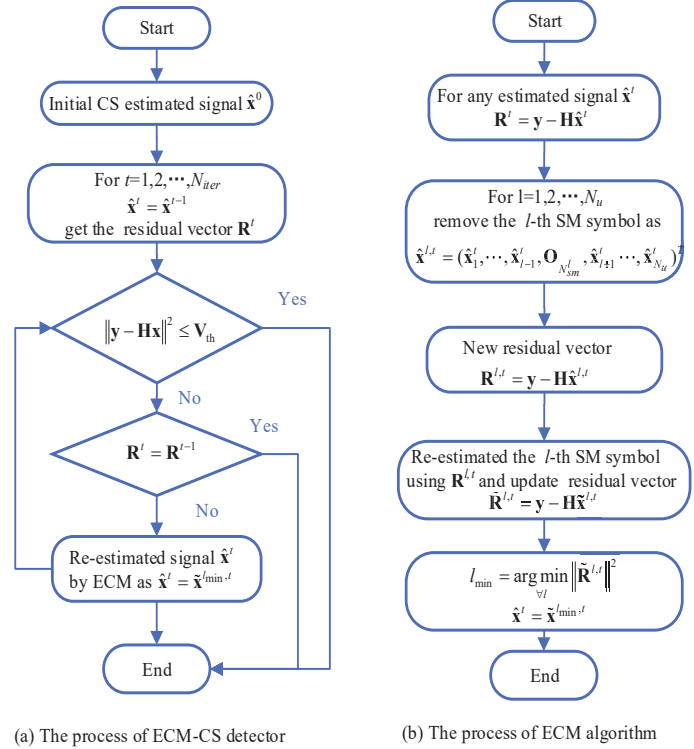 Start
Initial CS estimated signal x̂⁰
For t=1,2,⋯,N_iter
x̂ᵗ = x̂ᵗ⁻¹
get the residual vector Rᵗ
‖y − Hx‖² ≤ V_th
Yes
No
Rᵗ = Rᵗ⁻¹
Yes
No
Re-estimated signal x̂ᵗ
by ECM as x̂ᵗ = x̃^{l_min,t}
End
(a) The process of ECM-CS detector
Start
For any estimated signal x̂ᵗ
Rᵗ = y − Hx̂ᵗ
For l=1,2,⋯,N_u
remove the l-th SM symbol as
x̂^{l,t} = (x̂₁ᵗ,⋯,x̂_{l−1}ᵗ,O_{N_{sm}^l},x̂_{l+1}ᵗ⋯,x̂_{N_u}ᵗ)ᵀ
New residual vector
R^{l,t} = y − Hx̂^{l,t}
Re-estimated the l-th SM symbol
using R^{l,t} and update residual vector
R̃^{l,t} = y − Hx̃^{l,t}
l_min = arg min_{∀l} ‖R̃^{l,t}‖²
x̂ᵗ = x̃^{l_min,t}
End
(b) The process of ECM algorithm